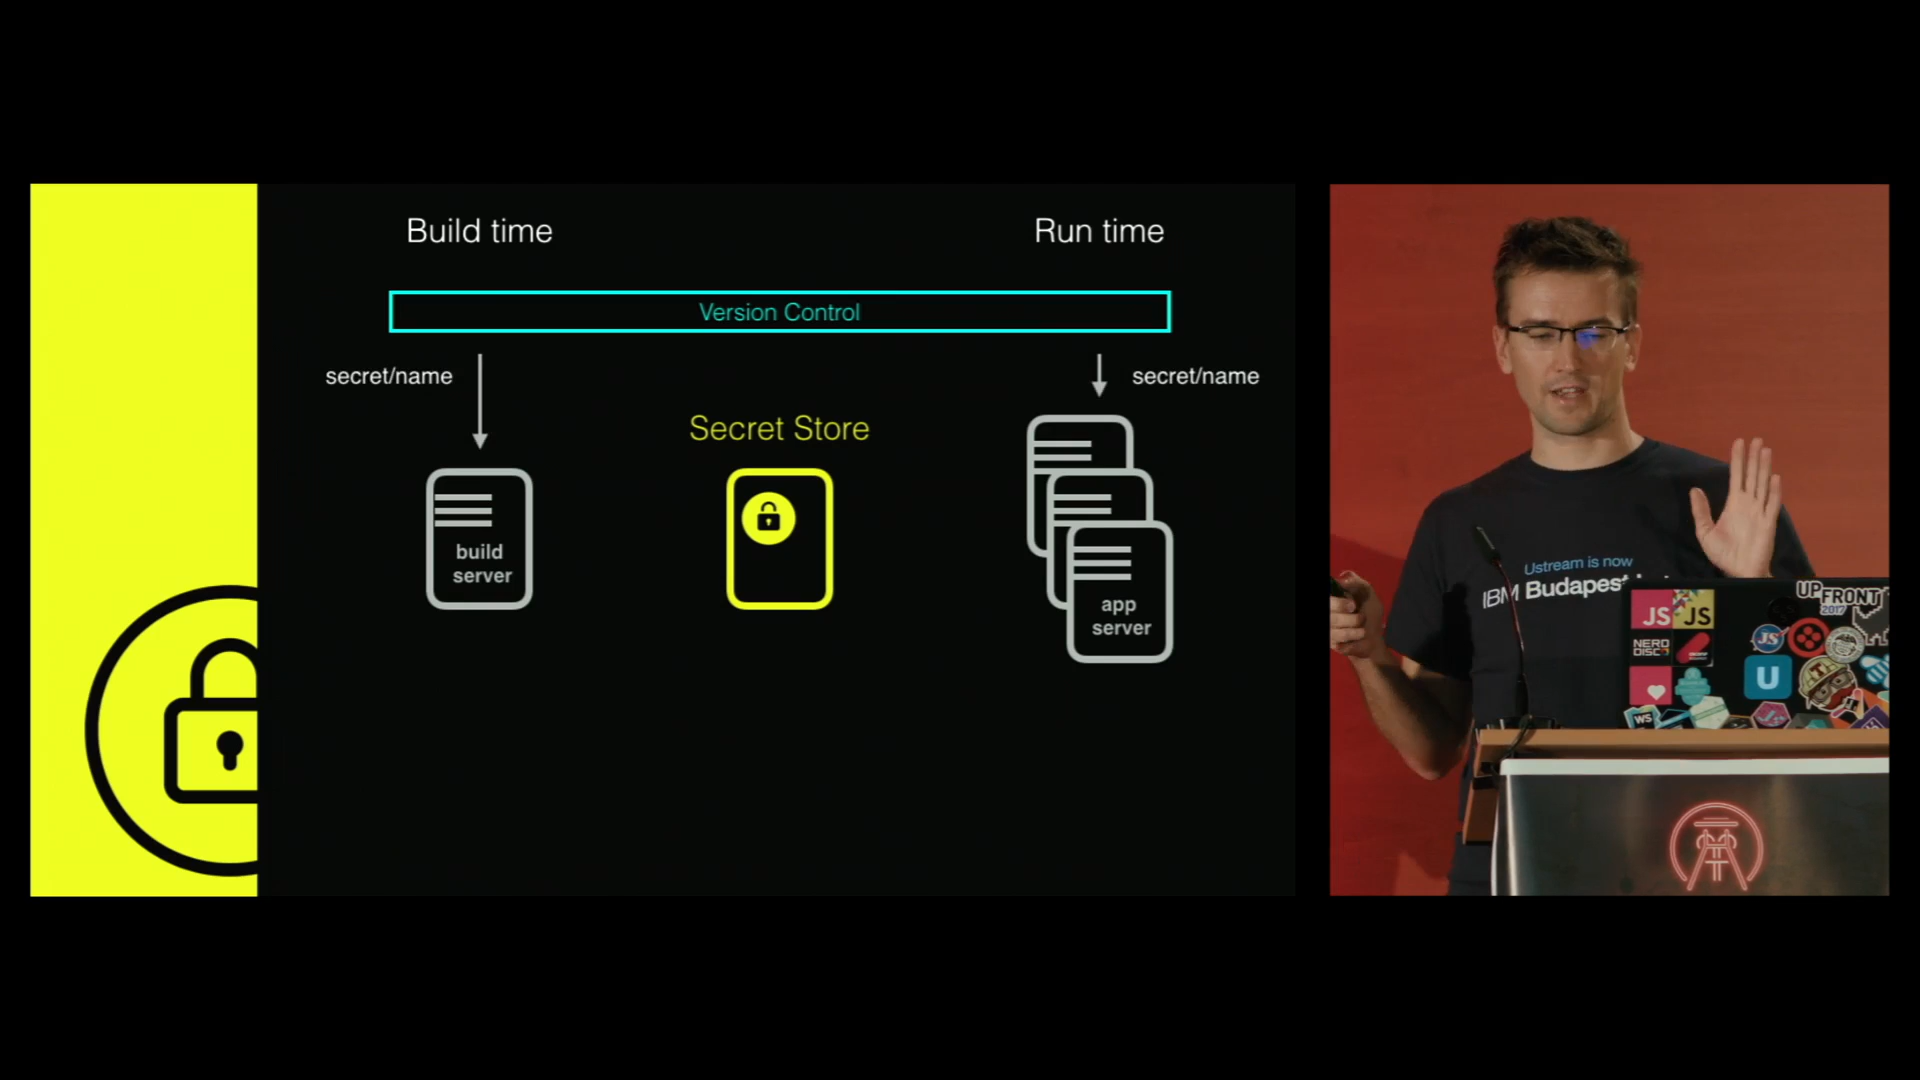 Build time
Run time
Version Control
secret/name
secret/name
Secret Store
build
server
app
server
Ustream is now
IBM Budapest
UPFRONT
2017
JS JS
JS
NERD
DISCO
U
WS